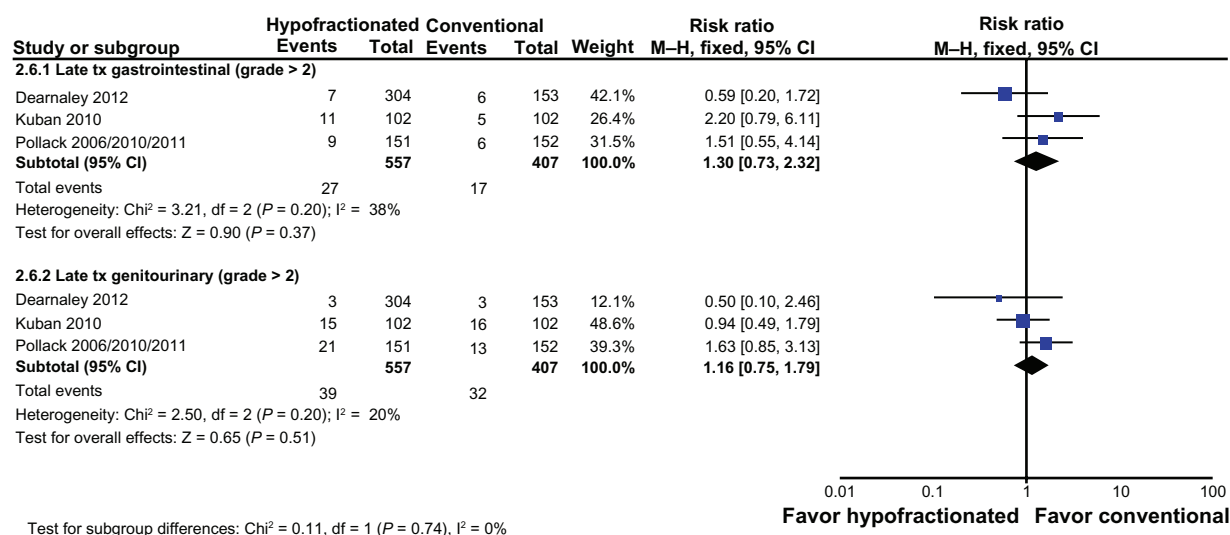 Hypofractionated Conventional Risk ratio Risk ratio
Study or subgroup Events Total Events Total Weight M–H, fixed, 95% CI M–H, fixed, 95% CI
2.6.1 Late tx gastrointestinal (grade > 2)
Dearnaley 2012 7 304 6 153 42.1% 0.59 [0.20, 1.72]
Kuban 2010 11 102 5 102 26.4% 2.20 [0.79, 6.11]
Pollack 2006/2010/2011 9 151 6 152 31.5% 1.51 [0.55, 4.14]
Subtotal (95% CI) 557 407 100.0% 1.30 [0.73, 2.32]
Total events 27 17
Heterogeneity: Chi² = 3.21, df = 2 (P = 0.20); I² = 38%
Test for overall effects: Z = 0.90 (P = 0.37)
2.6.2 Late tx genitourinary (grade > 2)
Dearnaley 2012 3 304 3 153 12.1% 0.50 [0.10, 2.46]
Kuban 2010 15 102 16 102 48.6% 0.94 [0.49, 1.79]
Pollack 2006/2010/2011 21 151 13 152 39.3% 1.63 [0.85, 3.13]
Subtotal (95% CI) 557 407 100.0% 1.16 [0.75, 1.79]
Total events 39 32
Heterogeneity: Chi² = 2.50, df = 2 (P = 0.20); I² = 20%
Test for overall effects: Z = 0.65 (P = 0.51)
0.01 0.1 1 10 100
Favor hypofractionated Favor conventional
Test for subgroup differences: Chi² = 0.11, df = 1 (P = 0.74), I² = 0%